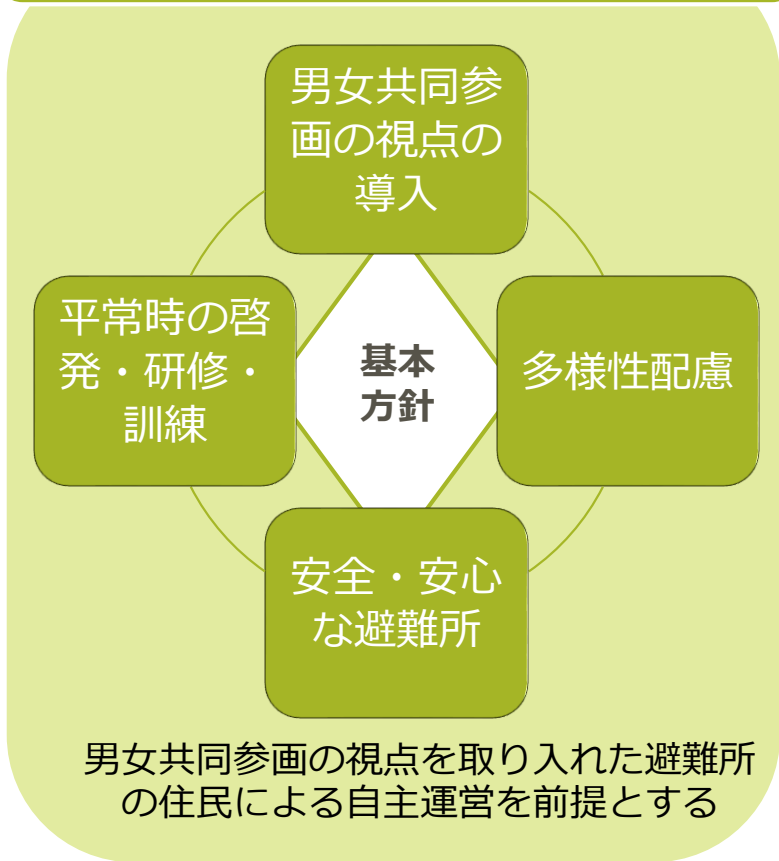 男女共同参
画の視点の
導入
平常時の啓
発・研修・
訓練
基本
方針
多様性配慮
安全・安心
な避難所
男女共同参画の視点を取り入れた避難所
の住民による自主運営を前提とする